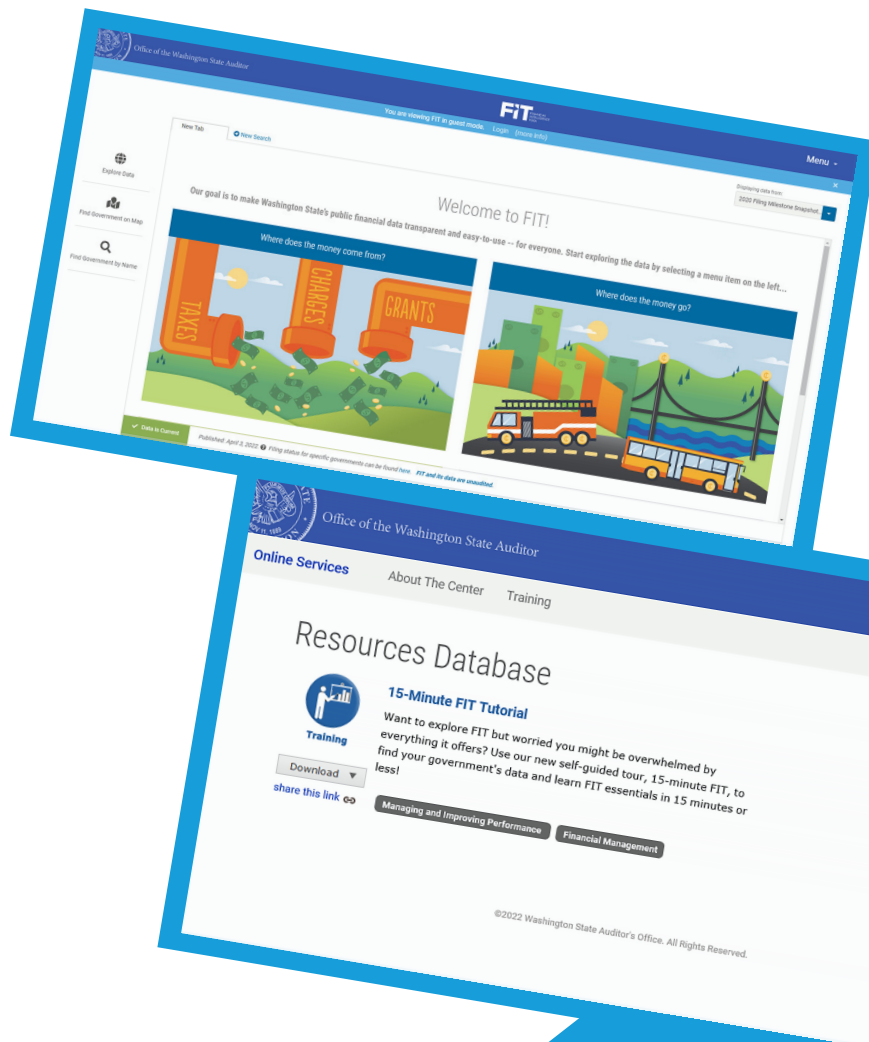 Office of the Washington State Auditor
FiT
You are viewing FIT in guest mode. Login (more info)
Menu
×
New Tab
New Search
Displaying data from:
2020 Filing Milestone Snapshot,
Explore Data
Find Government on Map
Find Government by Name
Welcome to FIT!
Our goal is to make Washington State's public financial data transparent and easy-to-use -- for everyone. Start exploring the data by selecting a menu item on the left...
Where does the money come from?
TAXES
CHARGES
GRANTS
Where does the money go?
Data is Current
Published: April 3, 2022. Filing status for specific governments can be found here. FIT and its data are unaudited.
NOV 11, 1889
Office of the Washington State Auditor
Online Services
About The Center
Training
Resources Database
Training
Download
share this link
15-Minute FIT Tutorial
Want to explore FIT but worried you might be overwhelmed by
everything it offers? Use our new self-guided tour, 15-minute FIT, to
find your government's data and learn FIT essentials in 15 minutes or
less!
Managing and Improving Performance
Financial Management
©2022 Washington State Auditor's Office. All Rights Reserved.